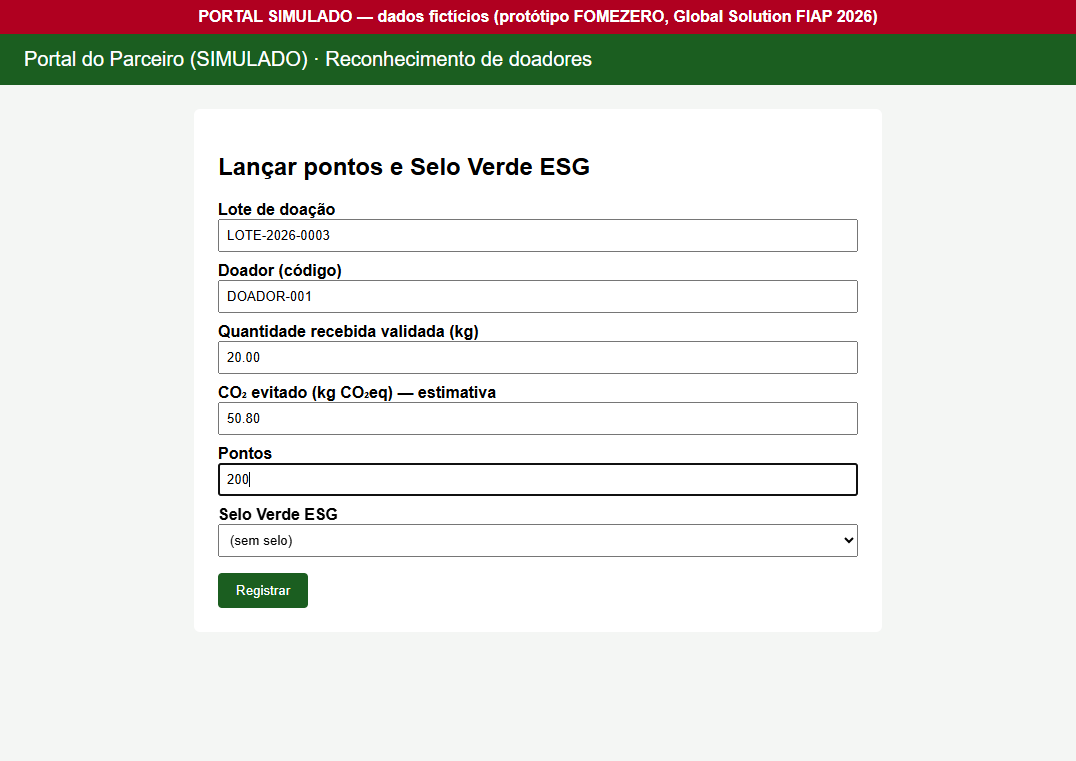 PORTAL SIMULADO — dados fictícios (protótipo FOMEZERO, Global Solution FIAP 2026)
Portal do Parceiro (SIMULADO) · Reconhecimento de doadores
Lançar pontos e Selo Verde ESG
Lote de doação
LOTE-2026-0003
Doador (código)
DOADOR-001
Quantidade recebida validada (kg)
20.00
CO₂ evitado (kg CO₂eq) — estimativa
50.80
Pontos
200
Selo Verde ESG
(sem selo)
Registrar